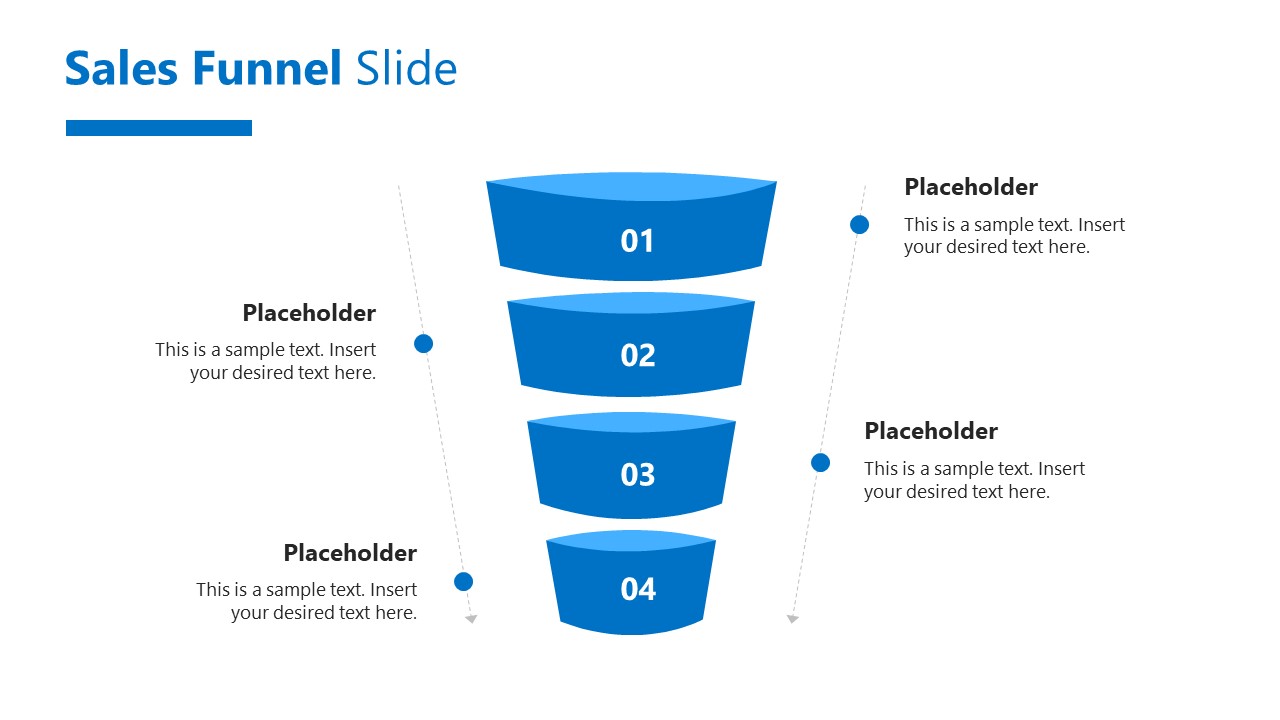 Sales Funnel Slide
01
Placeholder
This is a sample text. Insert
your desired text here.
Placeholder
This is a sample text. Insert
your desired text here.
02
03
Placeholder
This is a sample text. Insert
your desired text here.
Placeholder
This is a sample text. Insert
your desired text here.
04